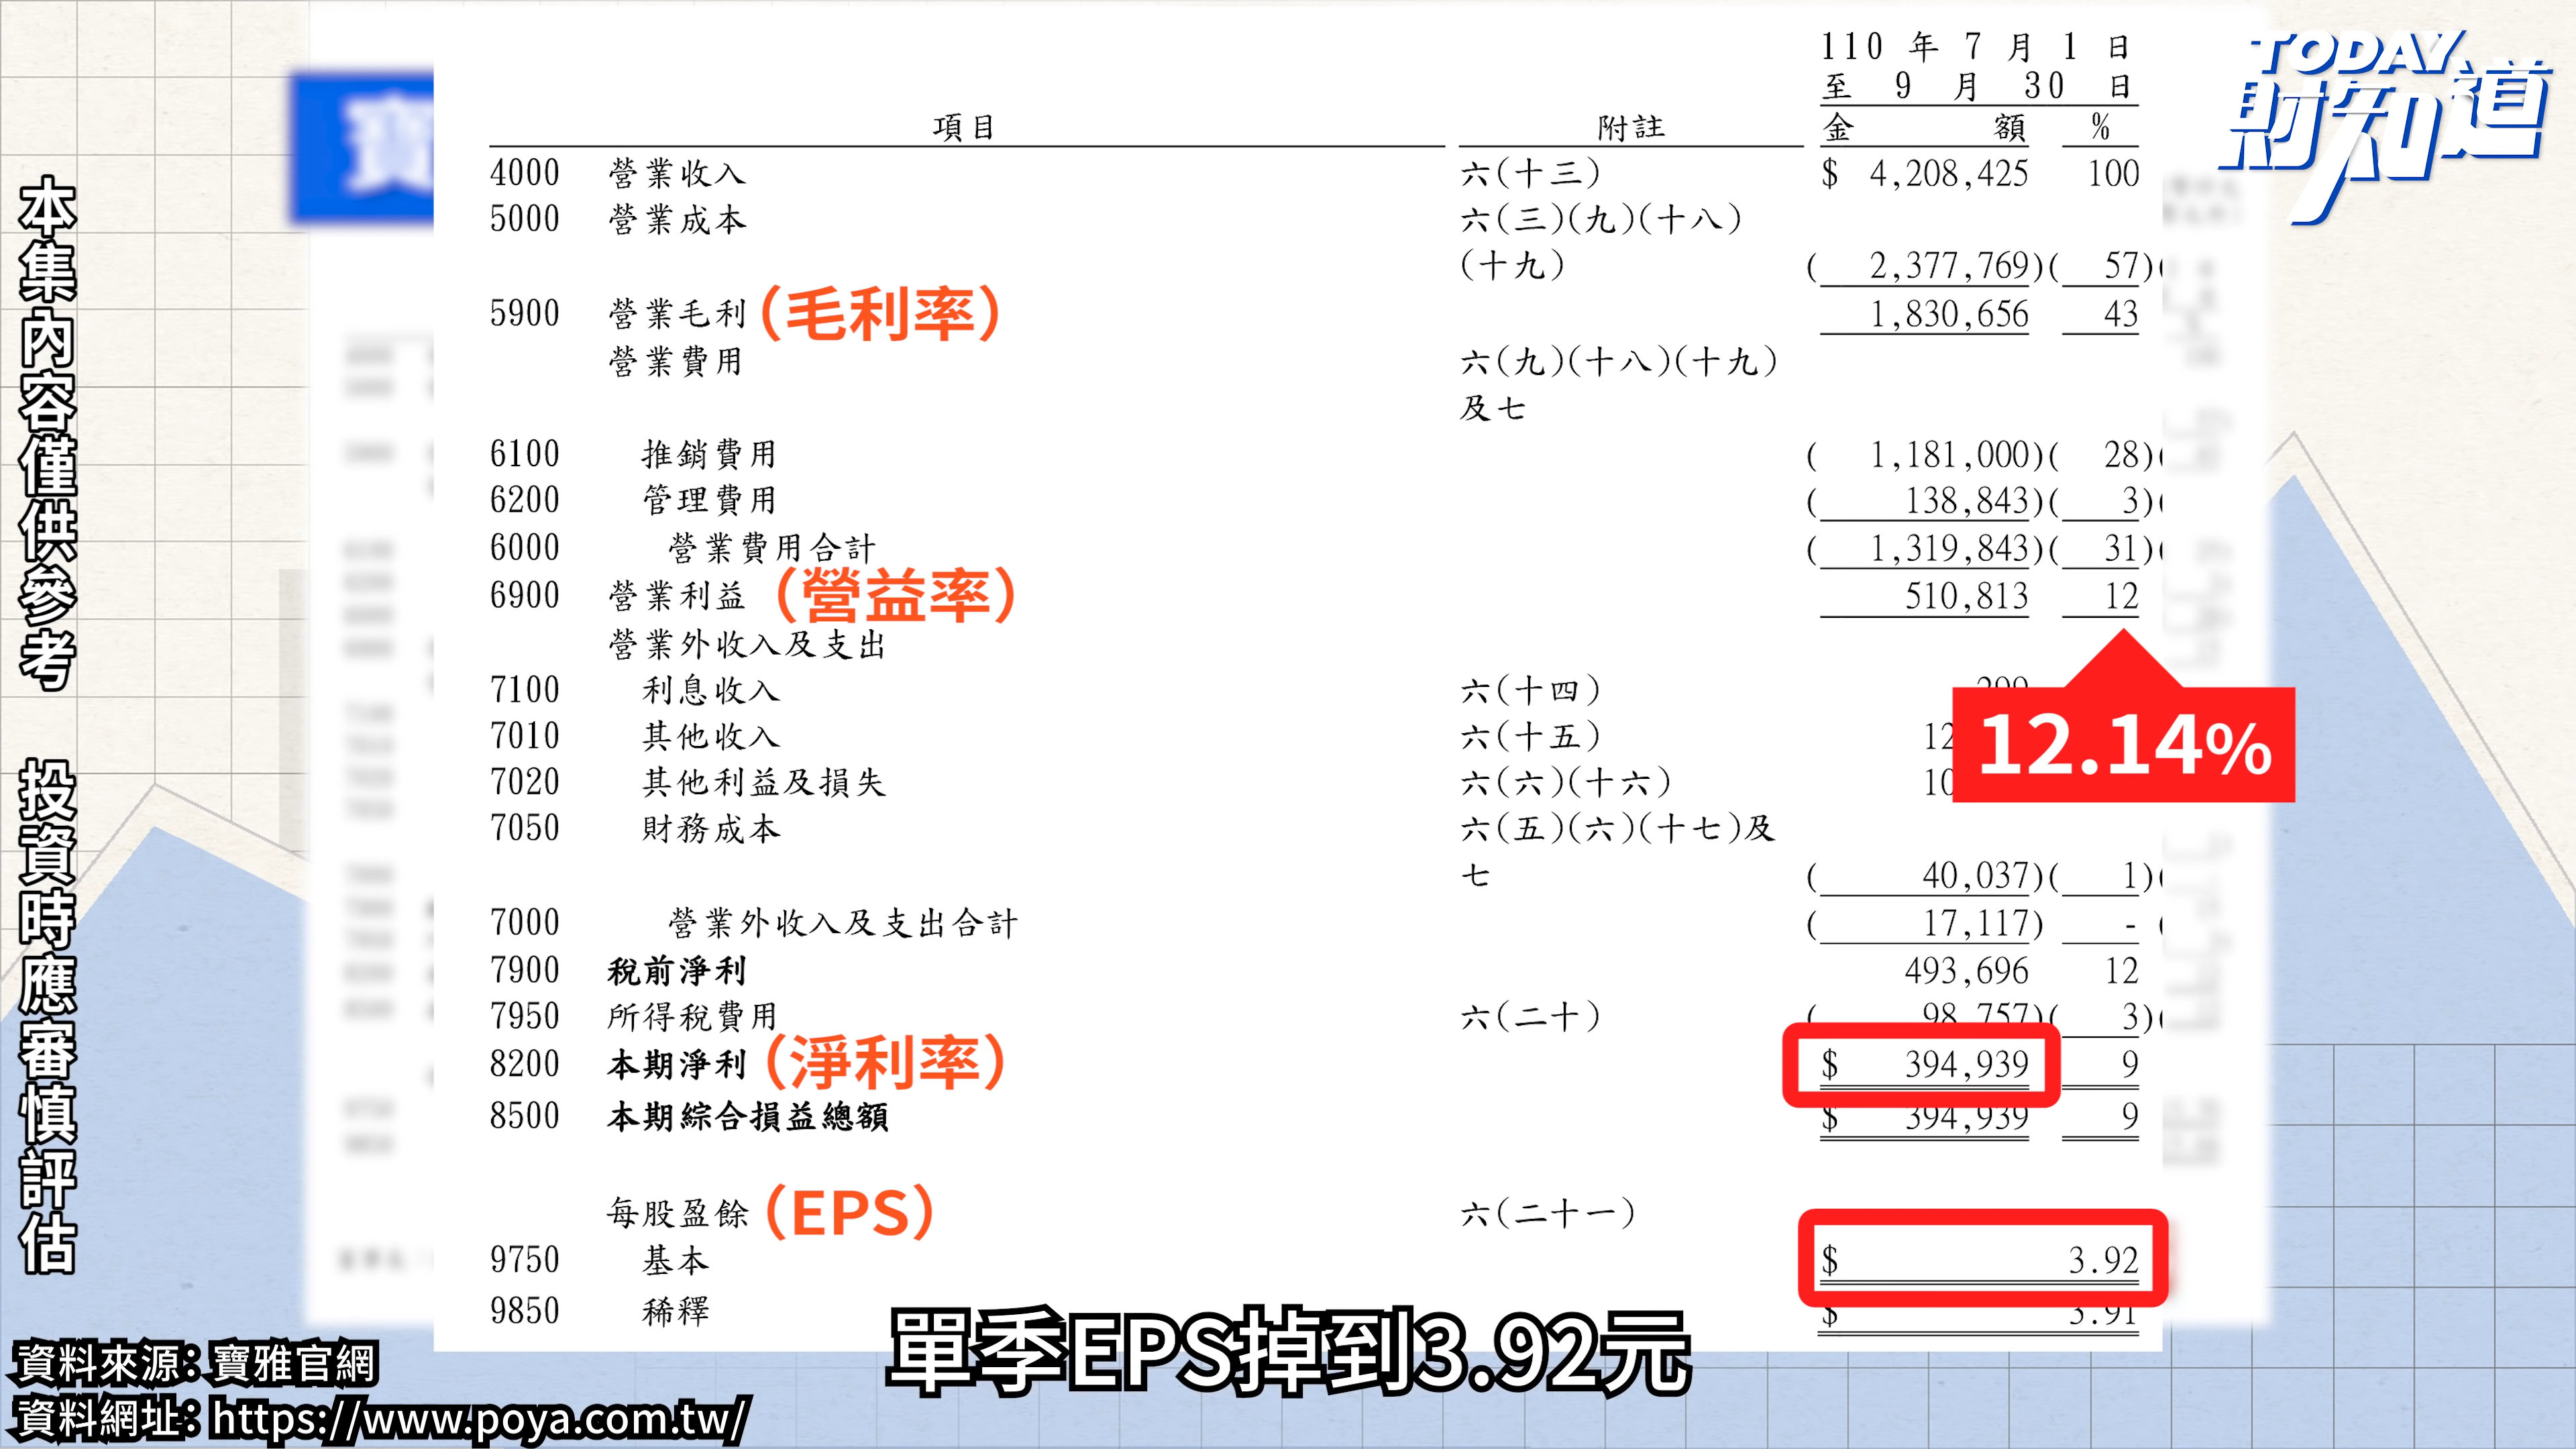 TODAY
財知道
本集內容僅供參考 投資時應審慎評估
110 年 7 月 1 日
至 9 月 30 日
項目 附註 金額 %
4000 營業收入 六(十三) $ 4,208,425 100
5000 營業成本 六(三)(九)(十八)
(十九) ( 2,377,769)( 57)(
5900 營業毛利 (毛利率) 1,830,656 43
營業費用 六(九)(十八)(十九)
及七
6100 推銷費用 ( 1,181,000)( 28)(
6200 管理費用 ( 138,843)( 3)(
6000 營業費用合計 ( 1,319,843)( 31)(
6900 營業利益 (營益率) 510,813 12
營業外收入及支出
12.14%
7100 利息收入 六(十四)
7010 其他收入 六(十五) 12
7020 其他利益及損失 六(六)(十六) 10
7050 財務成本 六(五)(六)(十七)及
七 ( 40,037)( 1)(
7000 營業外收入及支出合計 ( 17,117) - (
7900 稅前淨利 493,696 12
7950 所得稅費用 六(二十) ( 98,757)( 3)(
8200 本期淨利 (淨利率) $ 394,939 9
8500 本期綜合損益總額 $ 394,939 9
每股盈餘 (EPS) 六(二十一)
9750 基本 $ 3.92
9850 稀釋 $ 3.91
單季EPS掉到3.92元
資料來源：寶雅官網
資料網址：https://www.poya.com.tw/